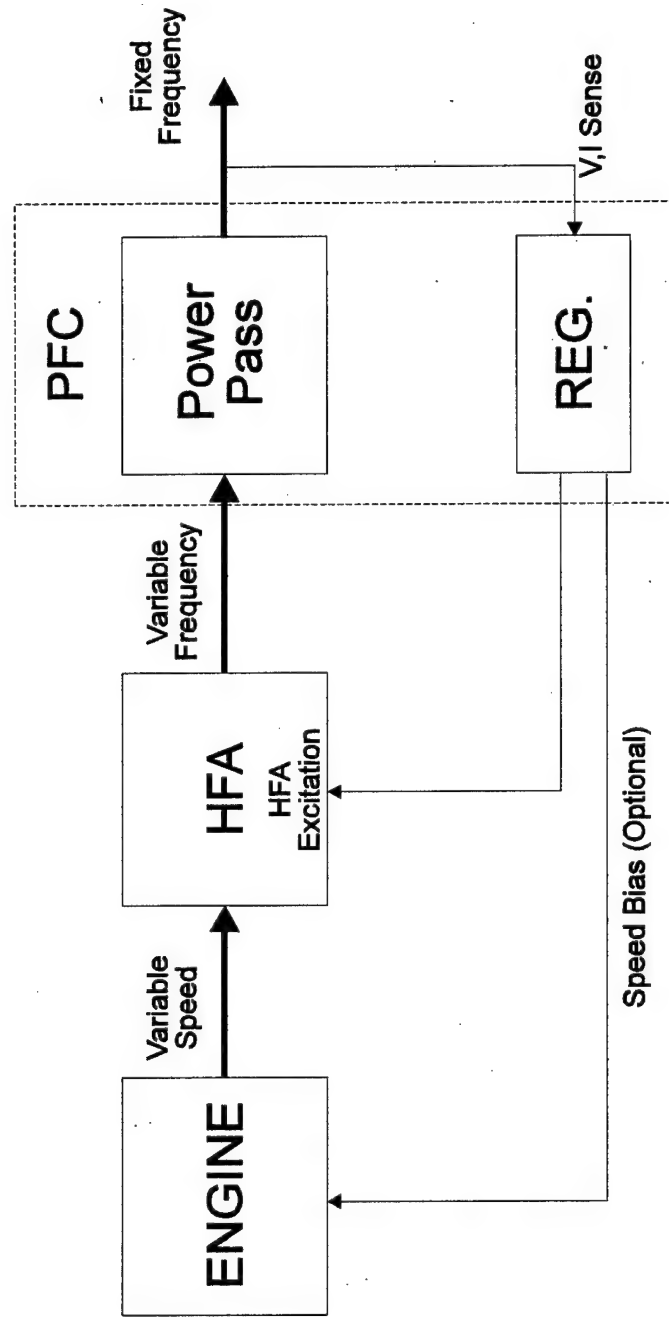 ENGINE
Variable
Speed
HFA
HFA
Excitation
Variable
Frequency
PFC
Power
Pass
Fixed
Frequency
REG.
V,I Sense
Speed Bias (Optional)